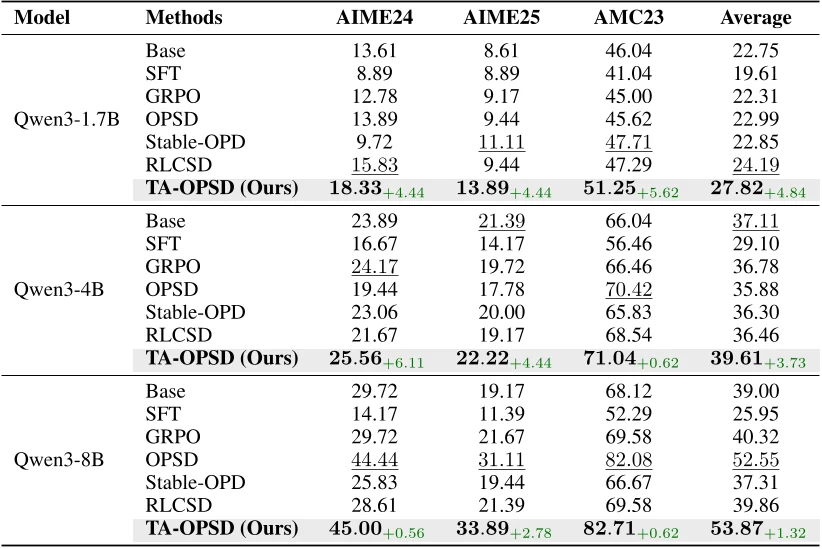 Model Methods AIME24 AIME25 AMC23 Average
Base 13.61 8.61 46.04 22.75
SFT 8.89 8.89 41.04 19.61
GRPO 12.78 9.17 45.00 22.31
Qwen3-1.7B OPSD 13.89 9.44 45.62 22.99
Stable-OPD 9.72 11.11 47.71 22.85
RLCSD 15.83 9.44 47.29 24.19
TA-OPSD (Ours) 18.33+4.44 13.89+4.44 51.25+5.62 27.82+4.84
Base 23.89 21.39 66.04 37.11
SFT 16.67 14.17 56.46 29.10
GRPO 24.17 19.72 66.46 36.78
Qwen3-4B OPSD 19.44 17.78 70.42 35.88
Stable-OPD 23.06 20.00 65.83 36.30
RLCSD 21.67 19.17 68.54 36.46
TA-OPSD (Ours) 25.56+6.11 22.22+4.44 71.04+0.62 39.61+3.73
Base 29.72 19.17 68.12 39.00
SFT 14.17 11.39 52.29 25.95
GRPO 29.72 21.67 69.58 40.32
Qwen3-8B OPSD 44.44 31.11 82.08 52.55
Stable-OPD 25.83 19.44 66.67 37.31
RLCSD 28.61 21.39 69.58 39.86
TA-OPSD (Ours) 45.00+0.56 33.89+2.78 82.71+0.62 53.87+1.32